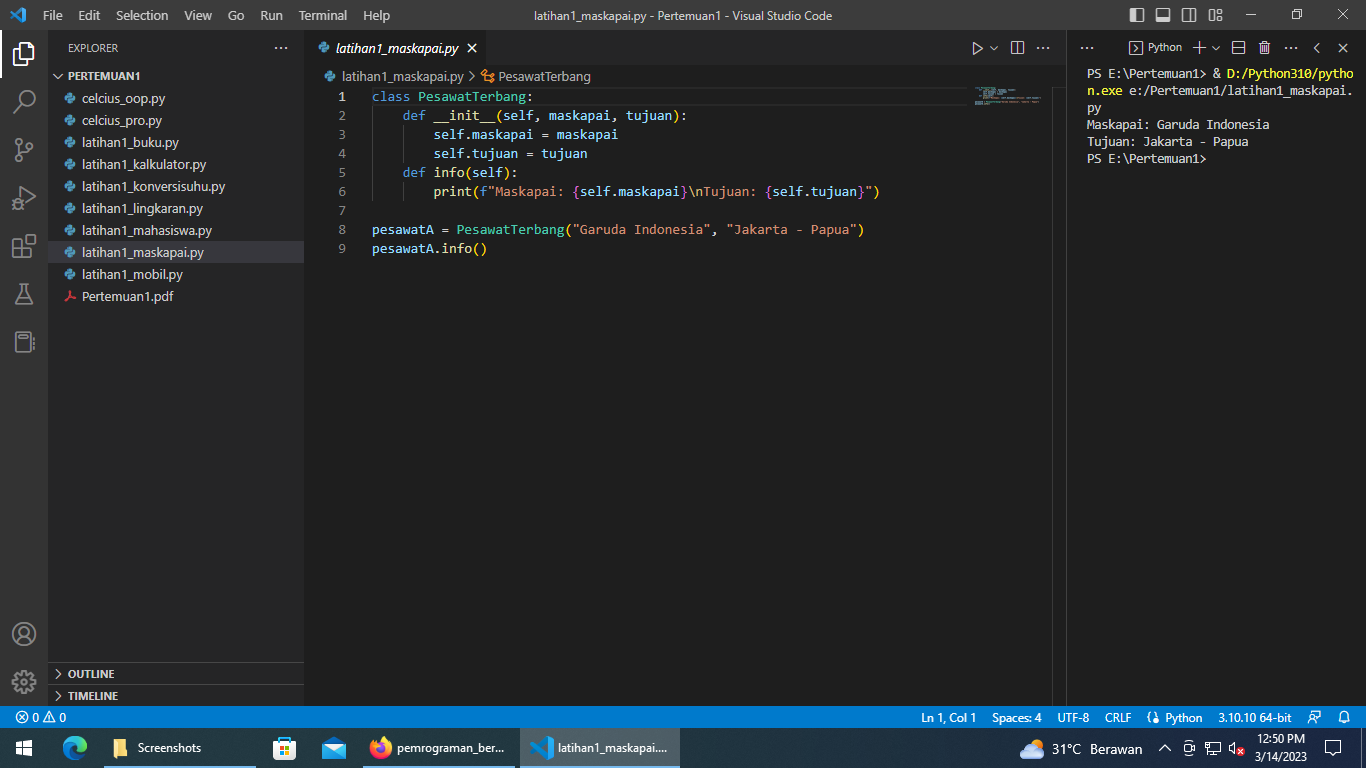 File Edit Selection View Go Run Terminal Help
latihan1_maskapai.py - Pertemuan1 - Visual Studio Code
EXPLORER
PERTEMUAN1
celcius_oop.py
celcius_pro.py
latihan1_buku.py
latihan1_kalkulator.py
latihan1_konversisuhu.py
latihan1_lingkaran.py
latihan1_mahasiswa.py
latihan1_maskapai.py
latihan1_mobil.py
Pertemuan1.pdf
OUTLINE
TIMELINE
latihan1_maskapai.py
latihan1_maskapai.py > PesawatTerbang
1 class PesawatTerbang:
2     def __init__(self, maskapai, tujuan):
3         self.maskapai = maskapai
4         self.tujuan = tujuan
5     def info(self):
6         print(f"Maskapai: {self.maskapai}\nTujuan: {self.tujuan}")
7
8 pesawatA = PesawatTerbang("Garuda Indonesia", "Jakarta - Papua")
9 pesawatA.info()
Python
PS E:\Pertemuan1> & D:/Python310/pytho
n.exe e:/Pertemuan1/latihan1_maskapai.
py
Maskapai: Garuda Indonesia
Tujuan: Jakarta - Papua
PS E:\Pertemuan1>
0 0
Ln 1, Col 1 Spaces: 4 UTF-8 CRLF Python 3.10.10 64-bit
Screenshots
pemrograman_ber...
latihan1_maskapai....
31°C Berawan
12:50 PM
3/14/2023